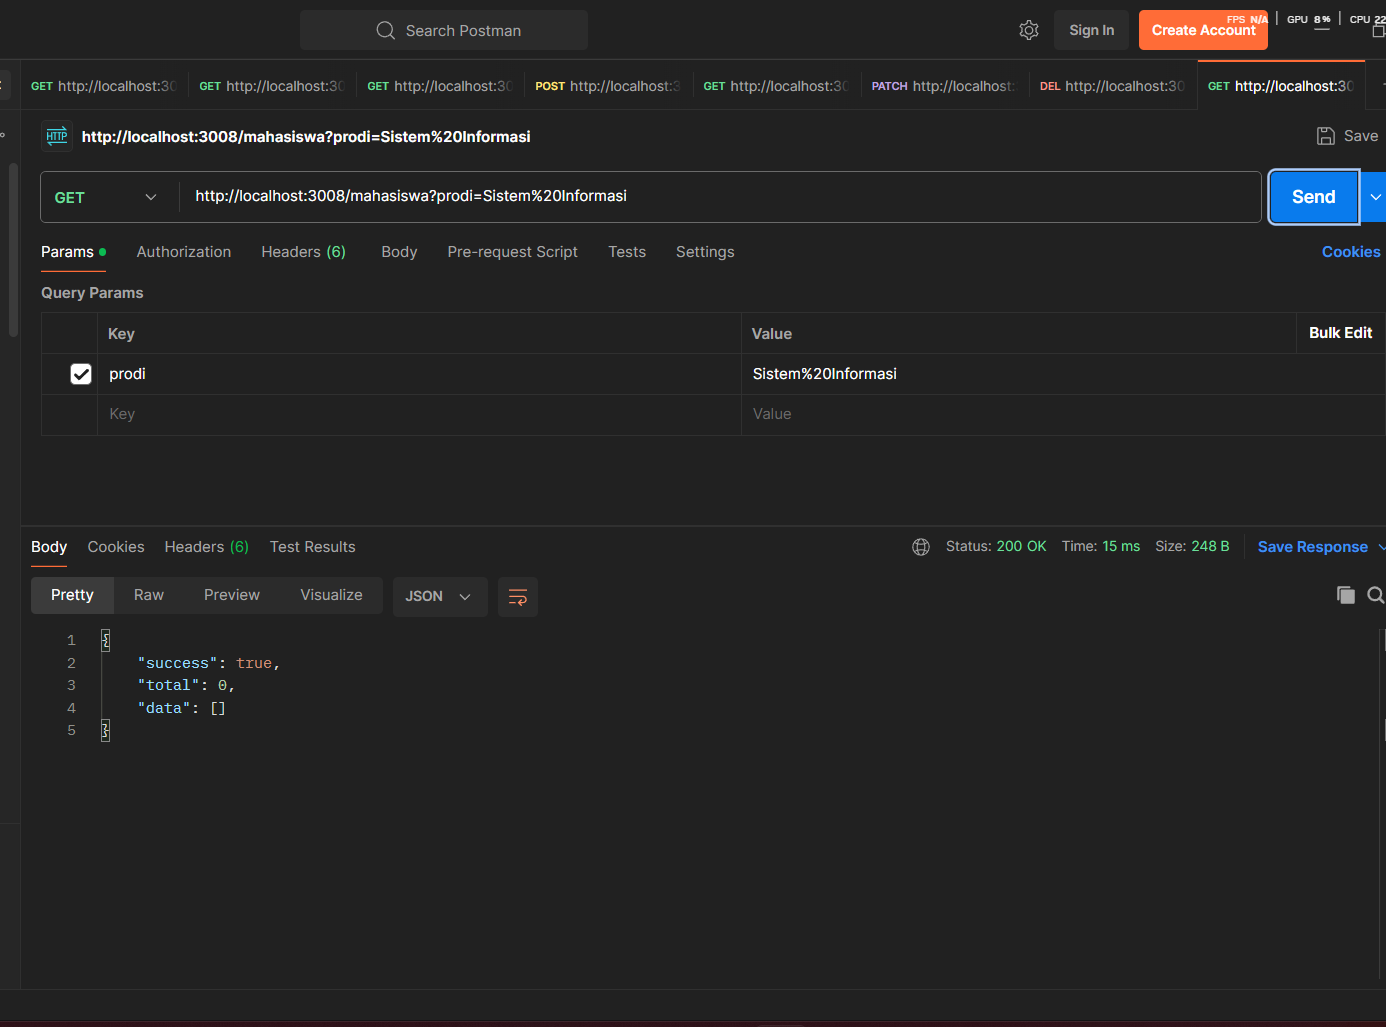 Search Postman
Sign In
Create Account
FPS N/A | GPU 8% | CPU 22
GET http://localhost:30
GET http://localhost:30
GET http://localhost:30
POST http://localhost:3
GET http://localhost:30
PATCH http://localhost:
DEL http://localhost:30
GET http://localhost:30
HTTP http://localhost:3008/mahasiswa?prodi=Sistem%20Informasi
Save
GET http://localhost:3008/mahasiswa?prodi=Sistem%20Informasi
Send
Params Authorization Headers (6) Body Pre-request Script Tests Settings Cookies
Query Params
Key Value Bulk Edit
prodi Sistem%20Informasi
Key Value
Body Cookies Headers (6) Test Results Status: 200 OK Time: 15 ms Size: 248 B Save Response
Pretty Raw Preview Visualize JSON
1 {
2 "success": true,
3 "total": 0,
4 "data": []
5 }